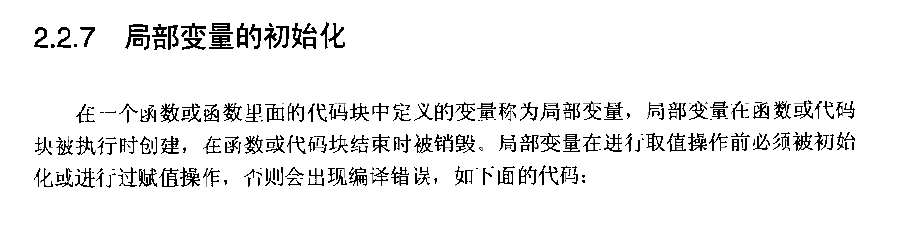 2.2.7 局部变量的初始化
在一个函数或函数里面的代码块中定义的变量称为局部变量，局部变量在函数或代码
块被执行时创建，在函数或代码块结束时被销毁。局部变量在进行取值操作前必须被初始
化或进行过赋值操作，否则会出现编译错误，如下面的代码：